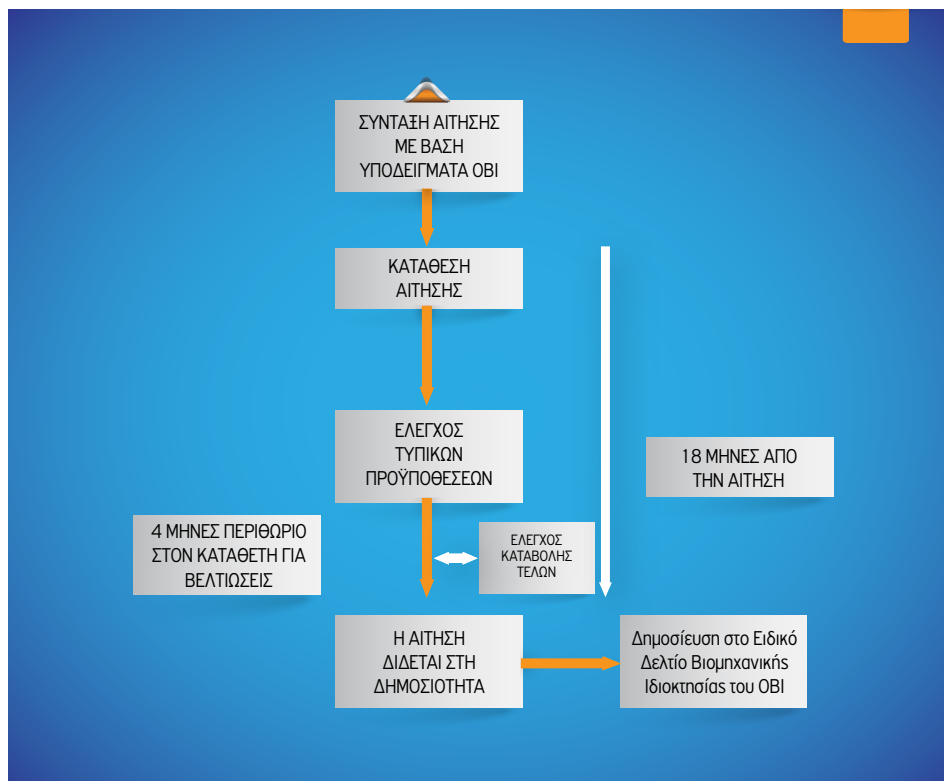 ΣΥΝΤΑΞΗ ΑΙΤΗΣΗΣ
ΜΕ ΒΑΣΗ
ΥΠΟΔΕΙΓΜΑΤΑ ΟΒΙ
ΚΑΤΑΘΕΣΗ
ΑΙΤΗΣΗΣ
ΕΛΕΓΧΟΣ
ΤΥΠΙΚΩΝ
ΠΡΟΫΠΟΘΕΣΕΩΝ
18 ΜΗΝΕΣ ΑΠΟ
ΤΗΝ ΑΙΤΗΣΗ
4 ΜΗΝΕΣ ΠΕΡΙΘΩΡΙΟ
ΣΤΟΝ ΚΑΤΑΘΕΤΗ ΓΙΑ
ΒΕΛΤΙΩΣΕΙΣ
ΕΛΕΓΧΟΣ
ΚΑΤΑΒΟΛΗΣ
ΤΕΛΩΝ
Η ΑΙΤΗΣΗ
ΔΙΔΕΤΑΙ ΣΤΗ
ΔΗΜΟΣΙΟΤΗΤΑ
Δημοσίευση στο Ειδικό
Δελτίο Βιομηχανικής
Ιδιοκτησίας του ΟΒΙ